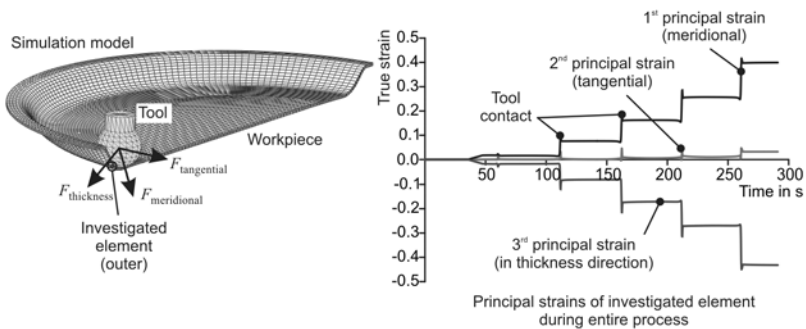 Simulation model
Tool
Workpiece
F tangential
F thickness
F meridional
Investigated
element
(outer)
True strain
0.5
0.4
0.3
0.2
0.1
0.0
-0.1
-0.2
-0.3
-0.4
-0.5
1st principal strain
(meridional)
2nd principal strain
(tangential)
Tool
contact
50
100
150
200
250
300
Time in s
3rd principal strain
(in thickness direction)
Principal strains of investigated element
during entire process